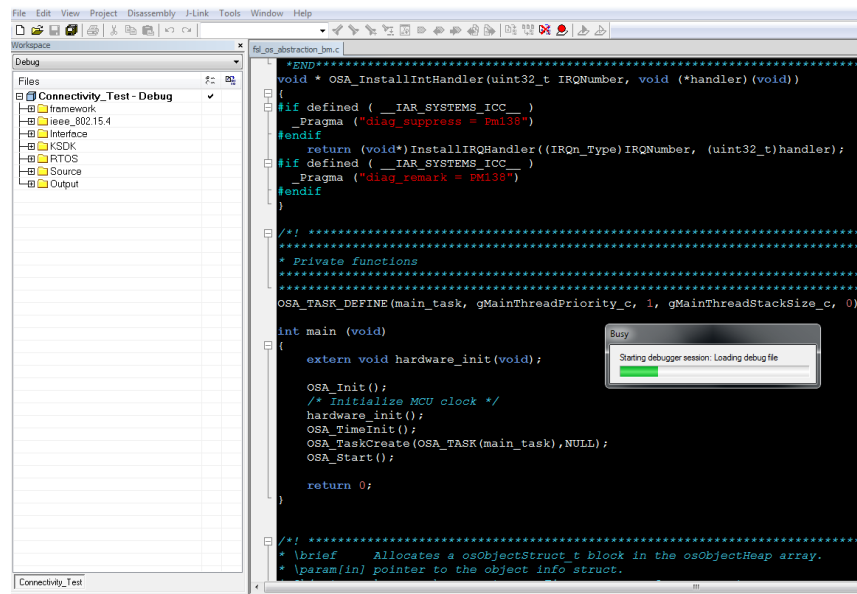 File Edit View Project Disassembly J-Link Tools Window Help
Workspace
Debug
Files
Connectivity_Test - Debug
framework
ieee_802.15.4
Interface
KSDK
RTOS
Source
Output
Connectivity_Test
fsl_os_abstraction_bm.c
*END*****************************************************************************
void * OSA_InstallIntHandler(uint32_t IRQNumber, void (*handler)(void))
{
#if defined ( __IAR_SYSTEMS_ICC__ )
_Pragma ("diag_suppress = Pm138")
#endif
return (void*)InstallIRQHandler((IRQn_Type)IRQNumber, (uint32_t)handler);
#if defined ( __IAR_SYSTEMS_ICC__ )
_Pragma ("diag_remark = PM138")
#endif
}
/*! *****************************************************************************
*********************************************************************************
* Private functions
*********************************************************************************
*********************************************************************************
OSA_TASK_DEFINE(main_task, gMainThreadPriority_c, 1, gMainThreadStackSize_c, 0)
int main (void)
{
extern void hardware_init(void);
OSA_Init();
/* Initialize MCU clock */
hardware_init();
OSA_TimeInit();
OSA_TaskCreate(OSA_TASK(main_task),NULL);
OSA_Start();
return 0;
}
/*! *****************************************************************************
* \brief Allocates a osObjectStruct_t block in the osObjectHeap array.
* \param[in] pointer to the object info struct.
Busy
Starting debugger session: Loading debug file